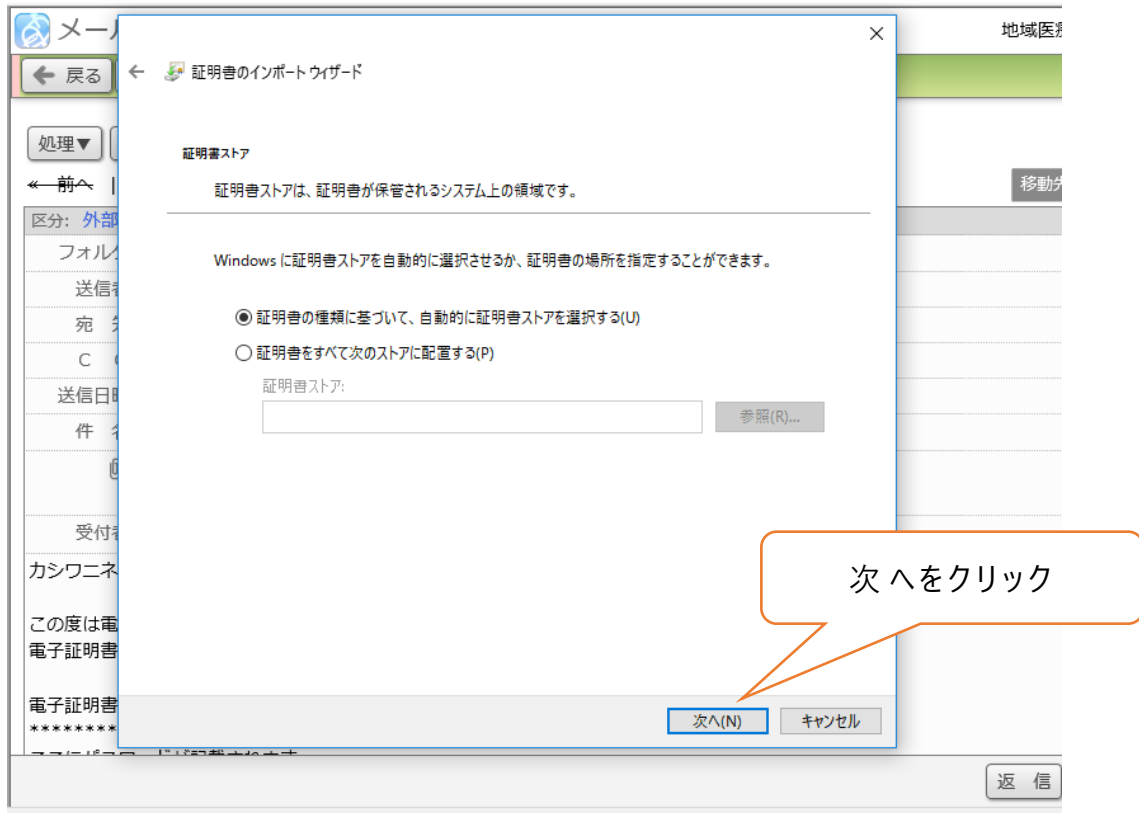 メー
地域医
証明書のインポート ウィザード
戻る
処理▼
証明書ストア
« 前へ |
証明書ストアは、証明書が保管されるシステム上の領域です。
移動
区分: 外部
フォル
Windows に証明書ストアを自動的に選択させるか、証明書の場所を指定することができます。
送信
証明書の種類に基づいて、自動的に証明書ストアを選択する(U)
宛
証明書をすべて次のストアに配置する(P)
C
証明書ストア:
送信日
参照(R)...
件
受付
カシワニネ
次 へをクリック
この度は電
電子証明書
電子証明書
次へ(N)
キャンセル
********
返 信